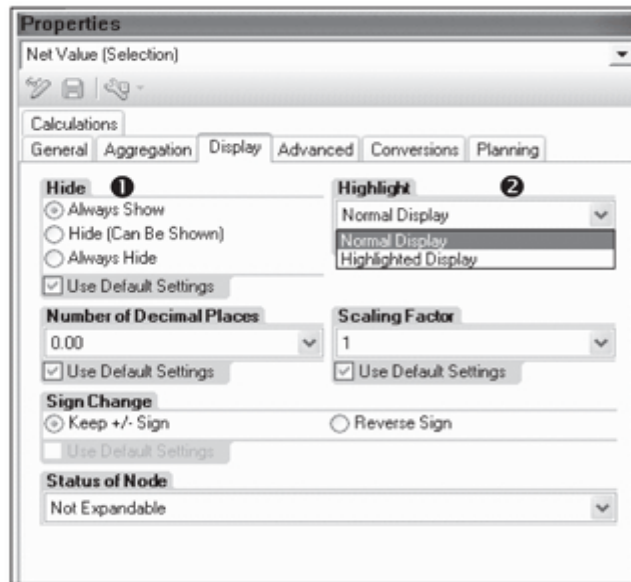 Properties
Net Value (Selection)
Calculations
General Aggregation Display Advanced Conversions Planning
Hide ❶ Highlight ❷
Always Show Normal Display
Hide (Can Be Shown) Normal Display
Always Hide Highlighted Display
Use Default Settings
Number of Decimal Places Scaling Factor
0.00 1
Use Default Settings Use Default Settings
Sign Change
Keep +/- Sign Reverse Sign
Use Default Settings
Status of Node
Not Expandable